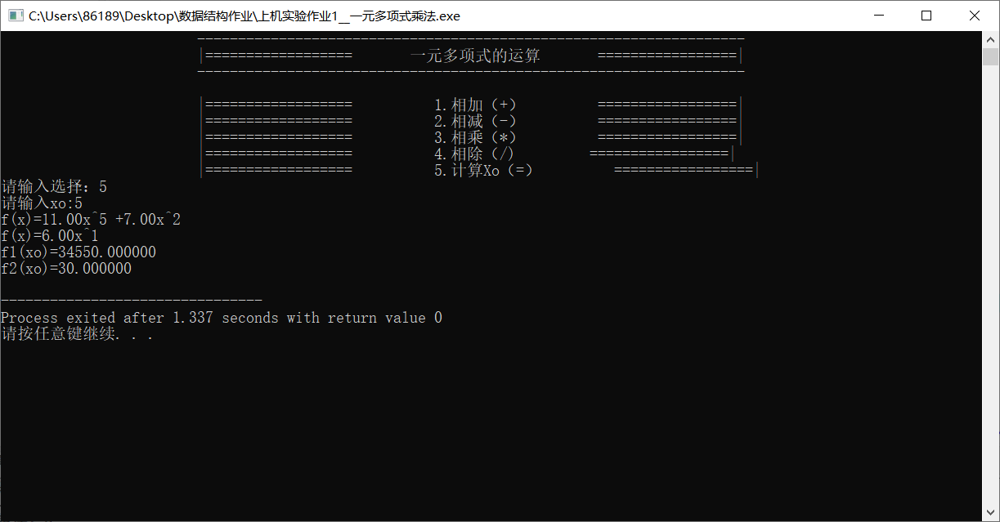 C:\Users\86189\Desktop\数据结构作业\上机实验作业1__一元多项式乘法.exe
-------------------------------------------------------------------
|================== 一元多项式的运算 =================|
-------------------------------------------------------------------
|================== 1.相加（+） =================|
|================== 2.相减（-） =================|
|================== 3.相乘（*） =================|
|================== 4.相除（/） =================|
|================== 5.计算Xo（=） =================|
请输入选择：5
请输入xo:5
f(x)=11.00x^5 +7.00x^2
f(x)=6.00x^1
f1(xo)=34550.000000
f2(xo)=30.000000
--------------------------------
Process exited after 1.337 seconds with return value 0
请按任意键继续. . .